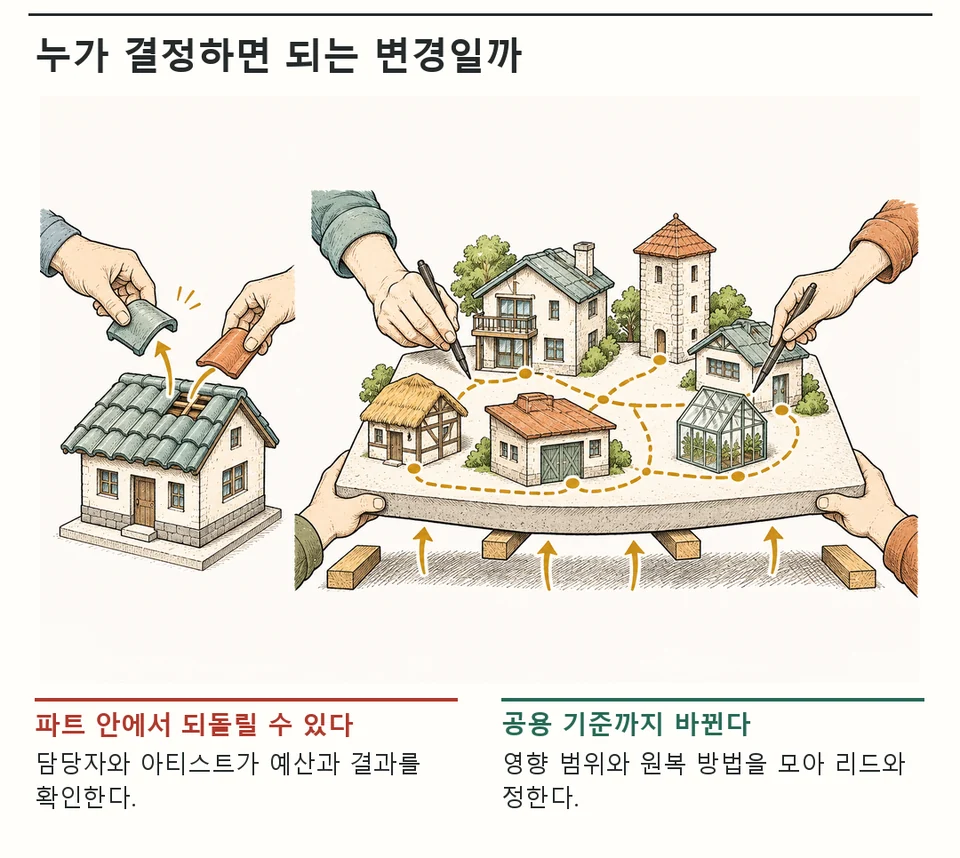 누가 결정하면 되는 변경일까
파트 안에서 되돌릴 수 있다
담당자와 아티스트가 예산과 결과를
확인한다.
공용 기준까지 바뀐다
영향 범위와 원복 방법을 모아 리드와
정한다.